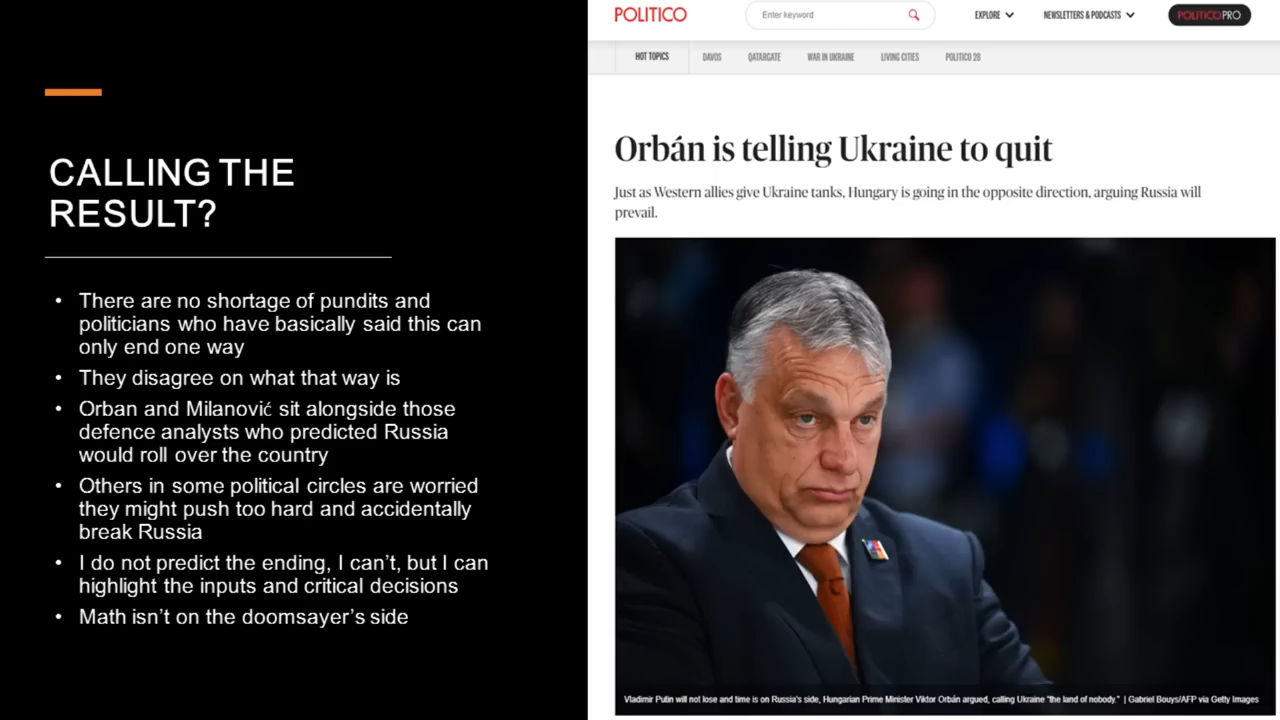 CALLING THE
RESULT?
• There are no shortage of pundits and
politicians who have basically said this can
only end one way
• They disagree on what that way is
• Orban and Milanović sit alongside those
defence analysts who predicted Russia
would roll over the country
• Others in some political circles are worried
they might push too hard and accidentally
break Russia
• I do not predict the ending, I can’t, but I can
highlight the inputs and critical decisions
• Math isn’t on the doomsayer’s side
POLITICO
Enter keyword
EXPLORE
NEWSLETTERS & PODCASTS
POLITICO PRO
HOT TOPICS
DAVOS
QATARGATE
WAR IN UKRAINE
LIVING CITIES
POLITICO 28
Orbán is telling Ukraine to quit
Just as Western allies give Ukraine tanks, Hungary is going in the opposite direction, arguing Russia will
prevail.
Vladimir Putin will not lose and time is on Russia's side, Hungarian Prime Minister Viktor Orbán argued, calling Ukraine "the land of nobody." | Gabriel Bouys/AFP via Getty Images